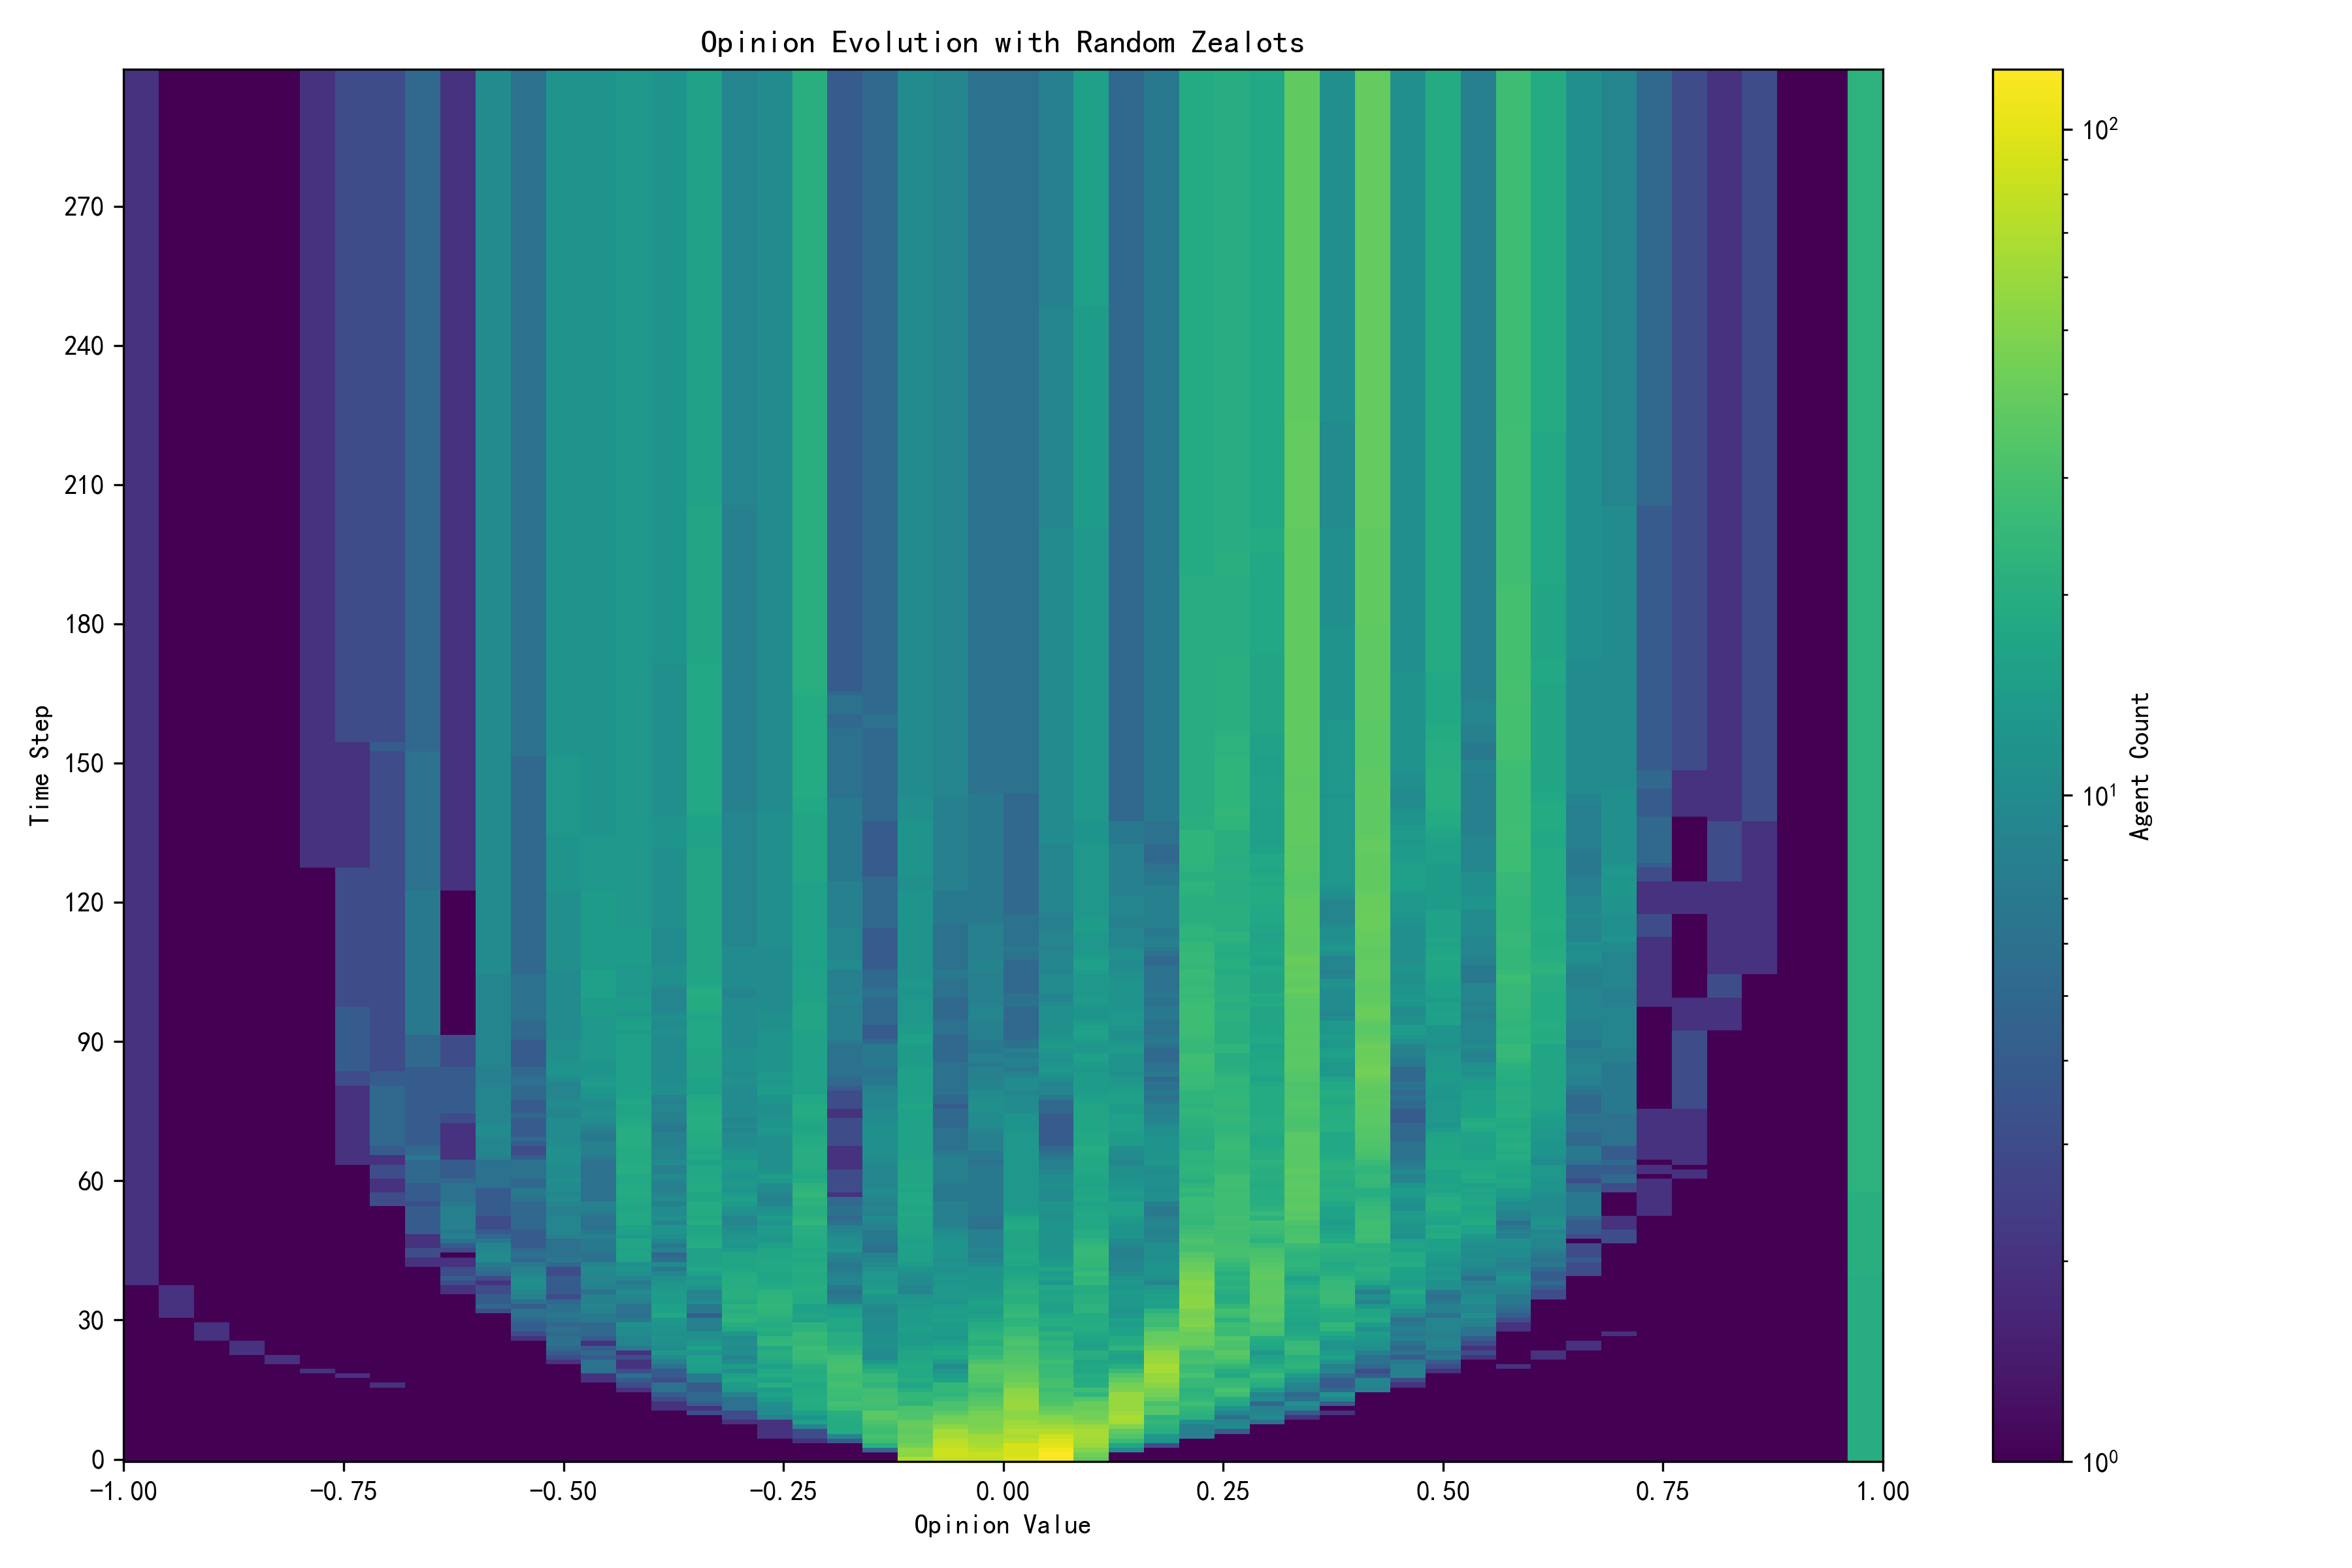 Opinion Evolution with Random Zealots
270
240
210
180
150
120
90
60
30
0
Time Step
−1.00 −0.75 −0.50 −0.25 0.00 0.25 0.50 0.75 1.00
Opinion Value
10²
10¹
10⁰
Agent Count